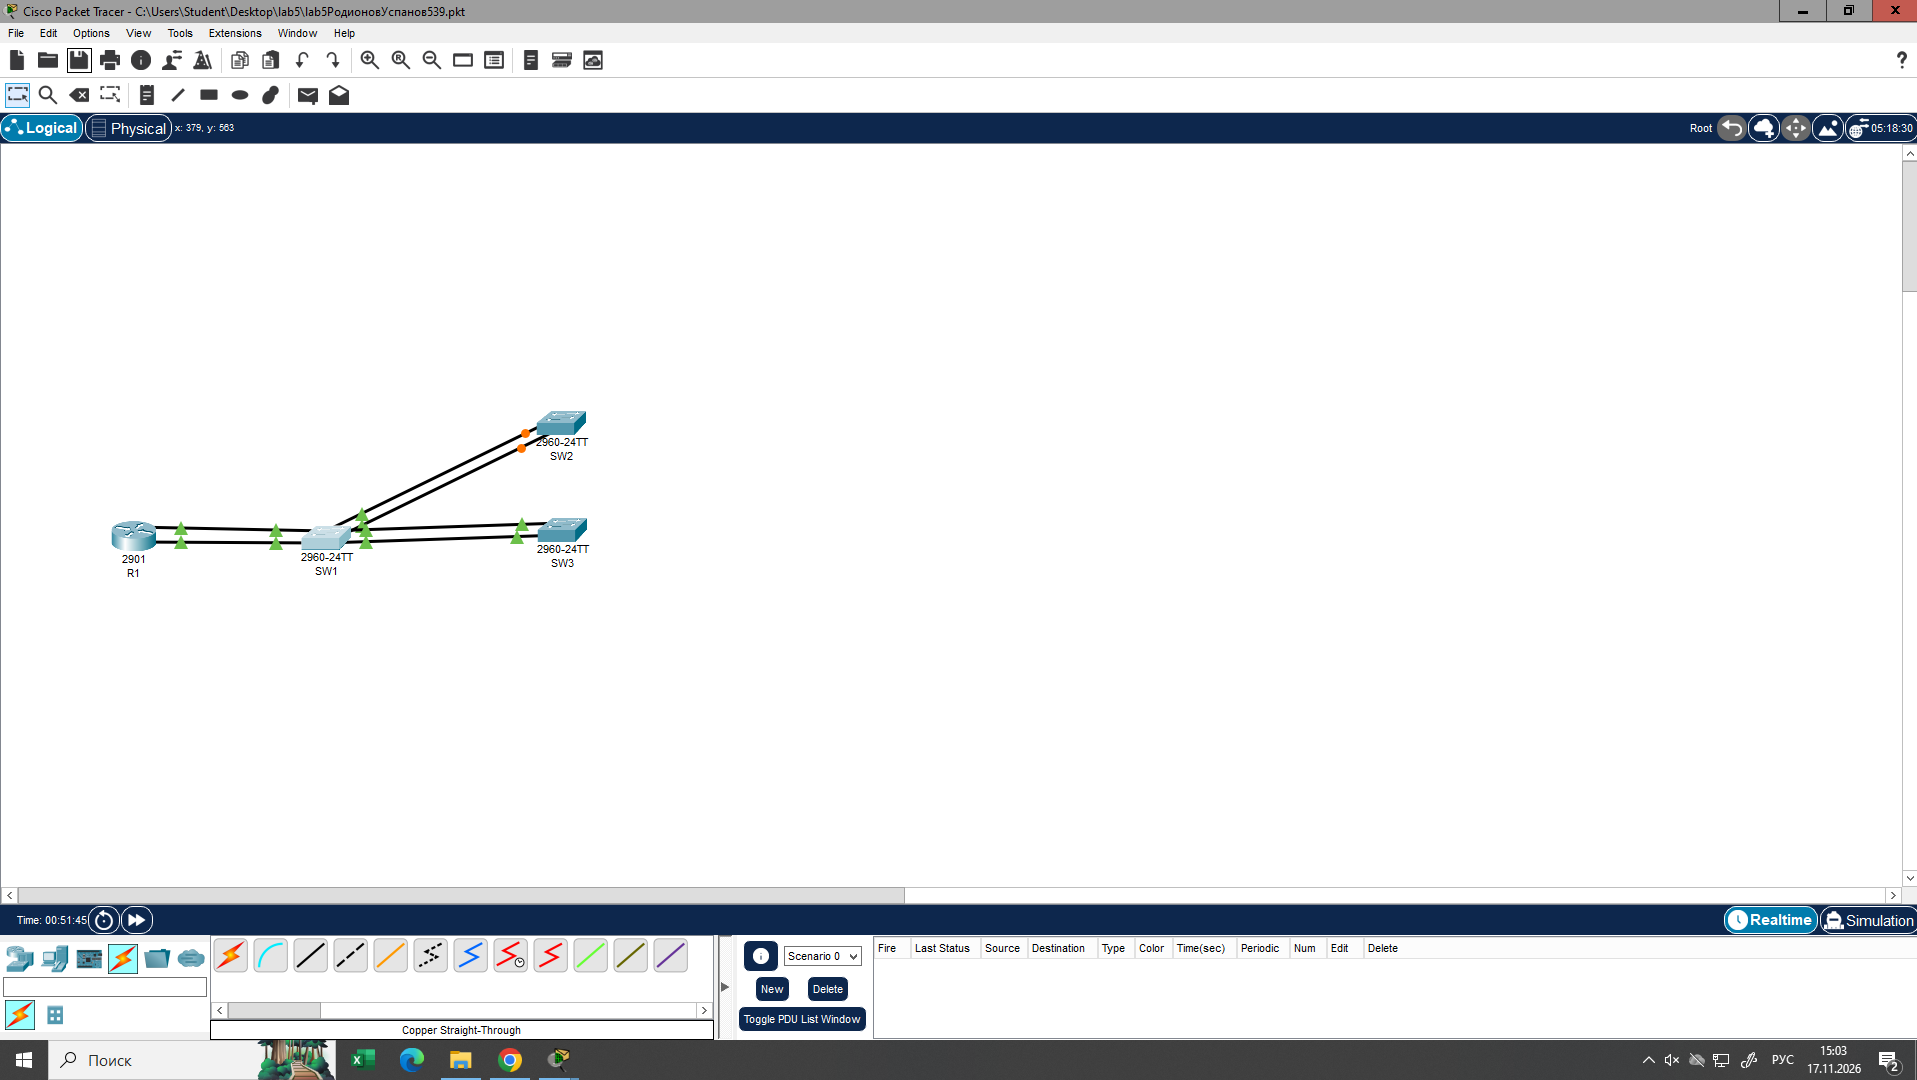 Cisco Packet Tracer - C:\Users\Student\Desktop\lab5\lab5РодионовУспанов539.pkt
File Edit Options View Tools Extensions Window Help
Logical Physical x: 379, y: 563 Root 05:18:30
2960-24TT
SW2
2901
R1
2960-24TT
SW1
2960-24TT
SW3
Time: 00:51:45 Realtime Simulation
Scenario 0
New Delete
Toggle PDU List Window
Fire Last Status Source Destination Type Color Time(sec) Periodic Num Edit Delete
Copper Straight-Through
Поиск
РУС
15:03
17.11.2026
2